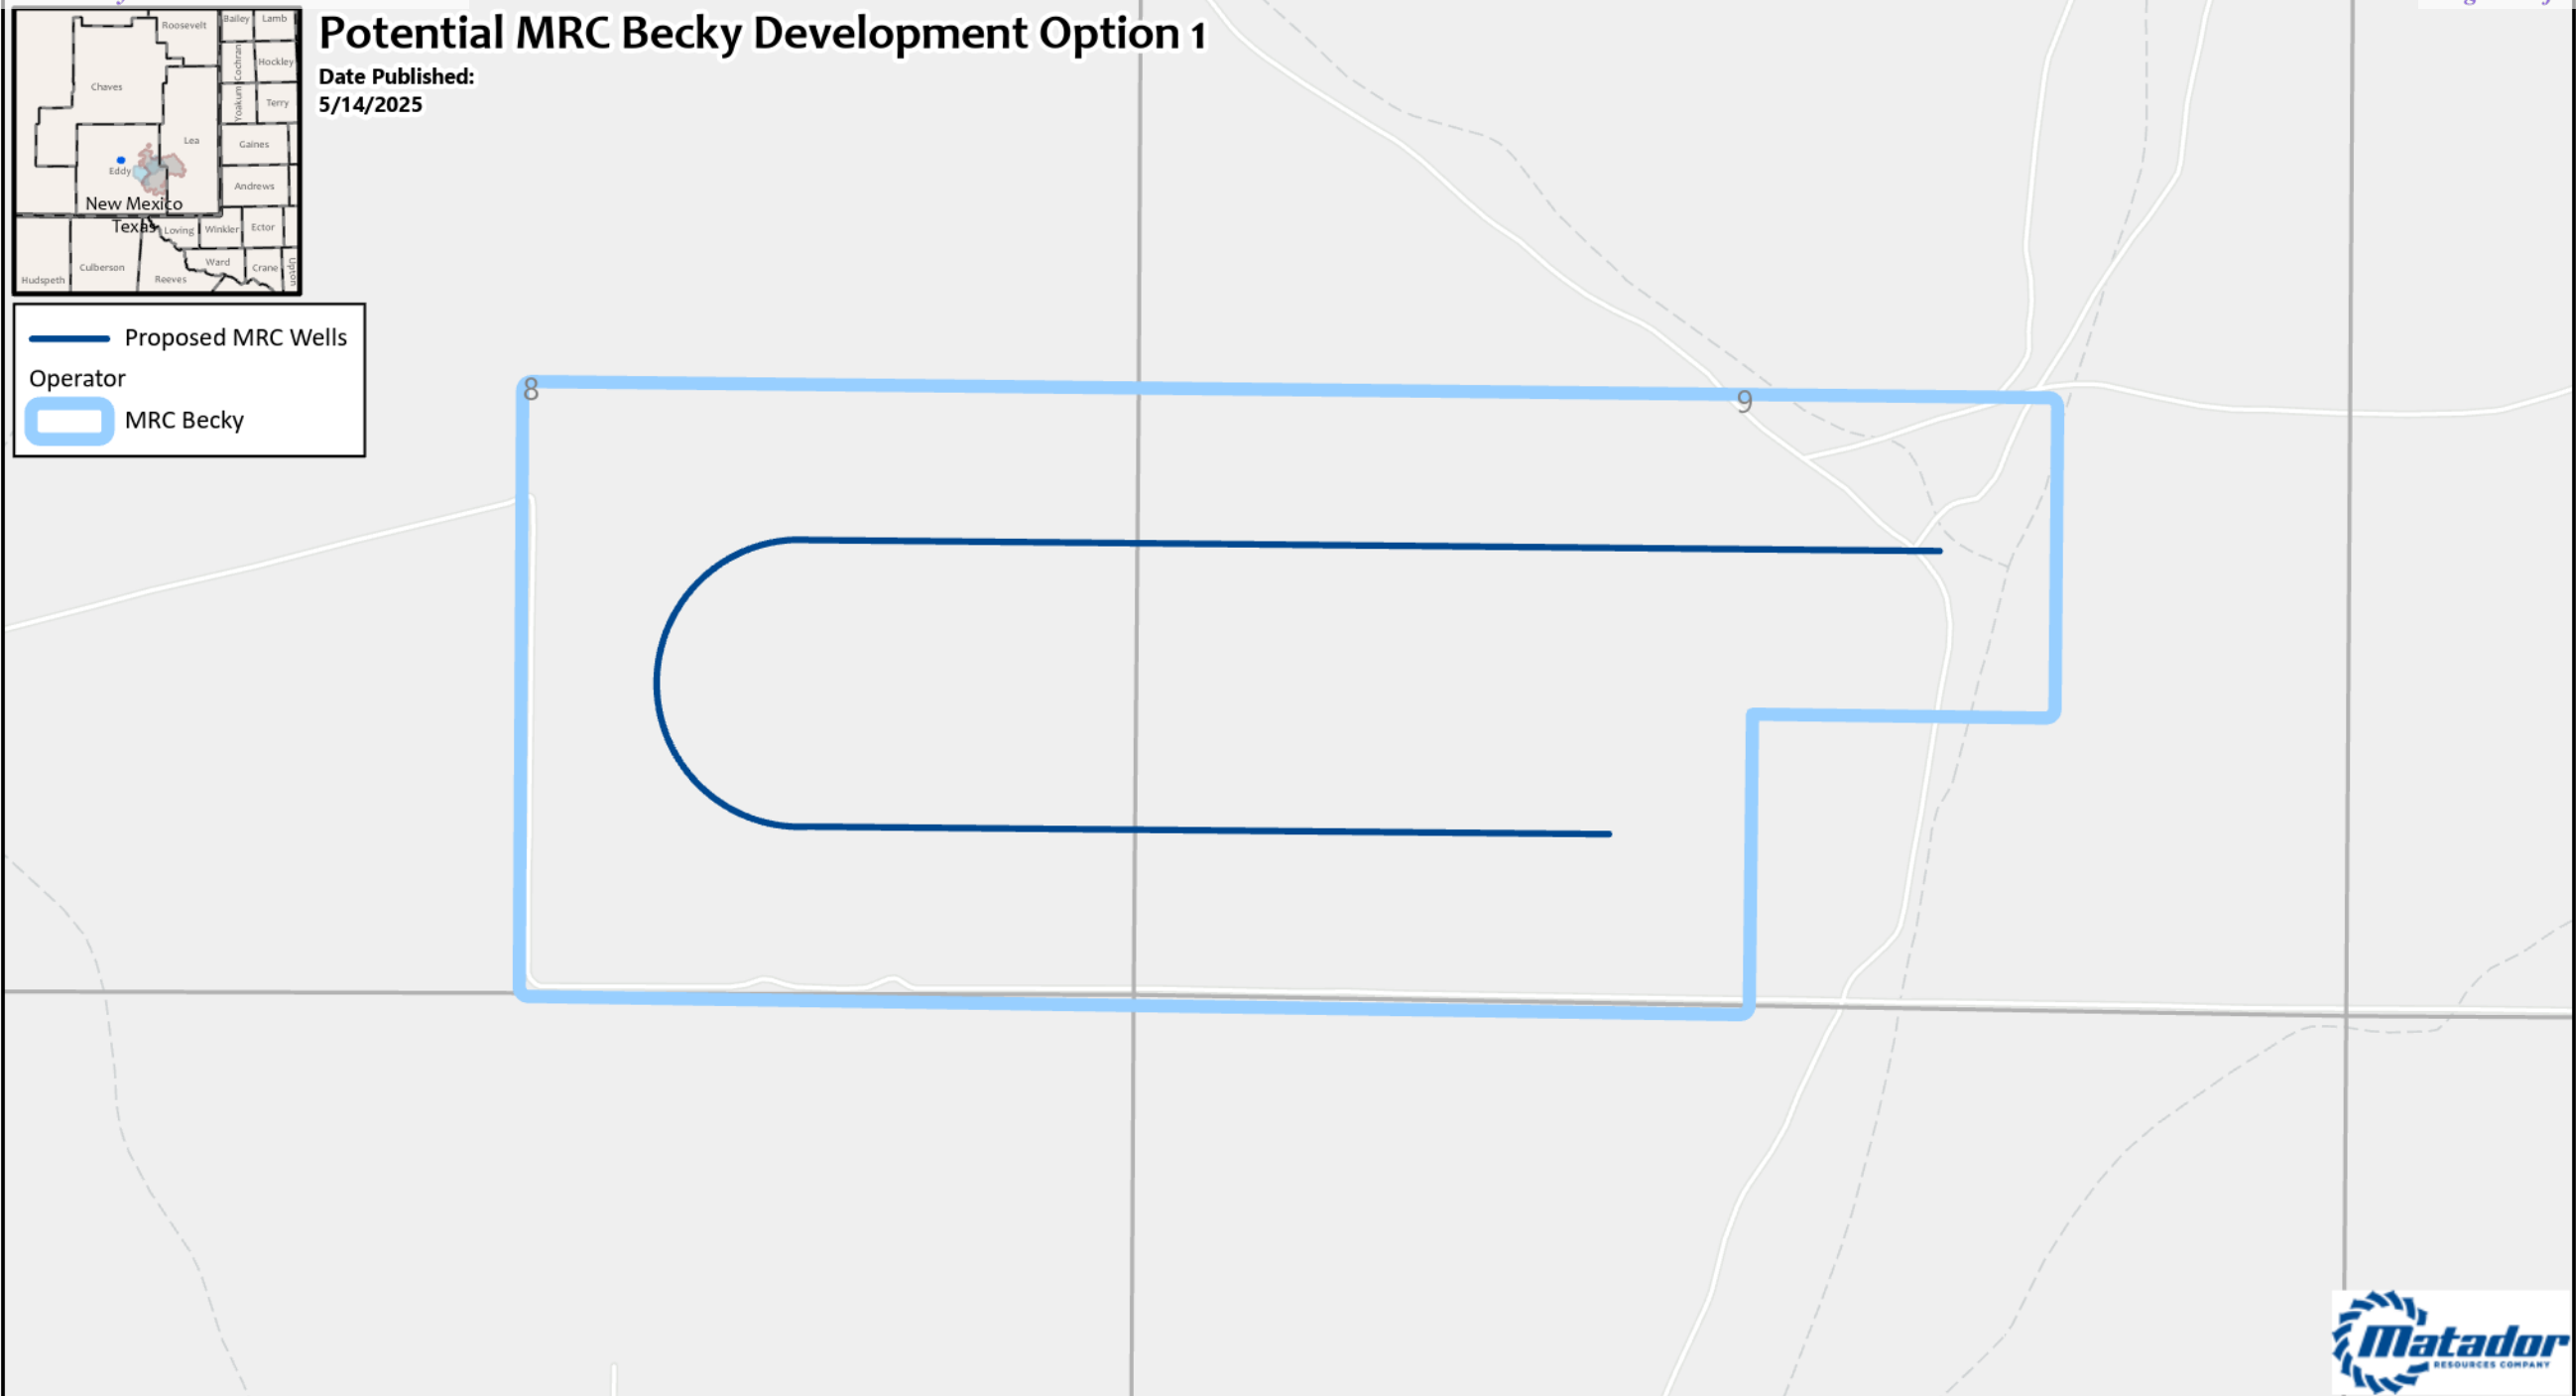 Potential MRC Becky Development Option 1
Date Published:
5/14/2025
Roosevelt
Bailey
Lamb
Cochran
Hockley
Chaves
Yoakum
Terry
Lea
Gaines
Eddy
Andrews
New Mexico
Texas
Loving
Winkler
Ector
Ward
Culberson
Crane
Upton
Hudspeth
Reeves
Proposed MRC Wells
Operator
MRC Becky
8
9
Matador
RESOURCES COMPANY